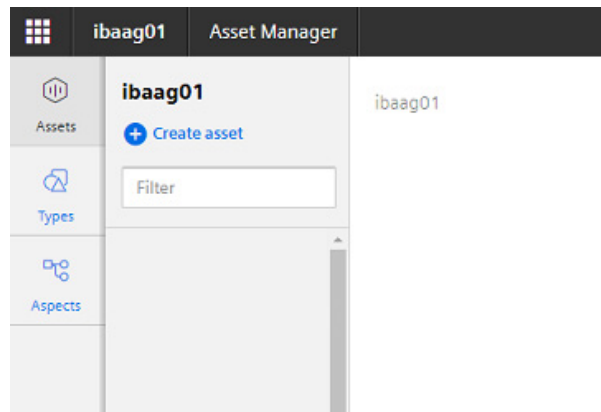 ibaag01 Asset Manager
Assets
Types
Aspects
ibaag01
Create asset
Filter
ibaag01